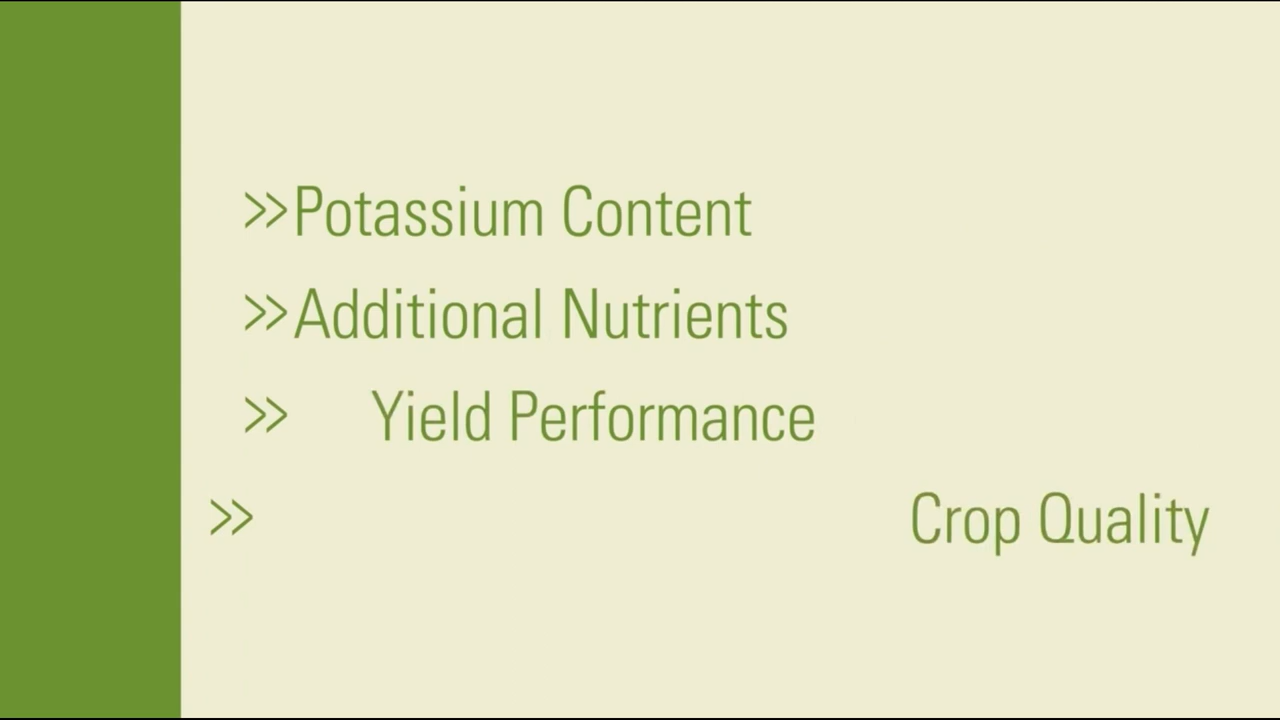 »Potassium Content
»Additional Nutrients
» Yield Performance
» Crop Quality